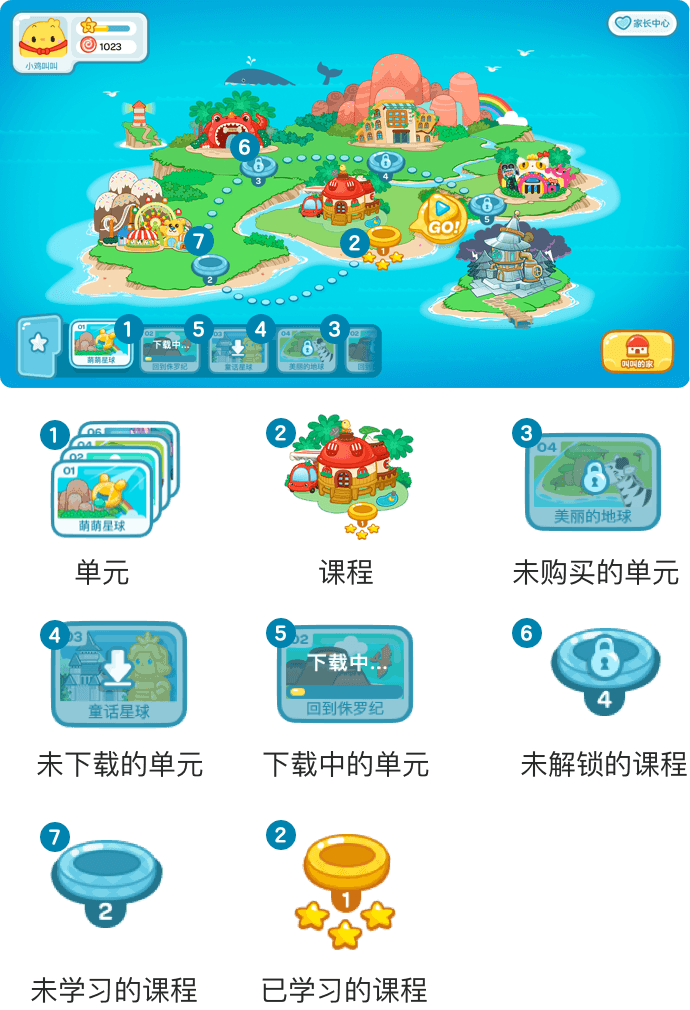 家长中心
1023
小鸡叫叫
6
3
4
5
GO!
7
2
2
1
01
1
萌萌星球
02
5
下载中...
回到侏罗纪
03
4
童话星球
04
3
美丽的地球
02
叫叫的家
1
06
04
03
02
01
萌萌星球
单元
2
1
课程
3
04
美丽的地球
未购买的单元
4
03
童话星球
未下载的单元
5
02
下载中...
回到侏罗纪
下载中的单元
6
4
未解锁的课程
7
2
未学习的课程
2
1
已学习的课程